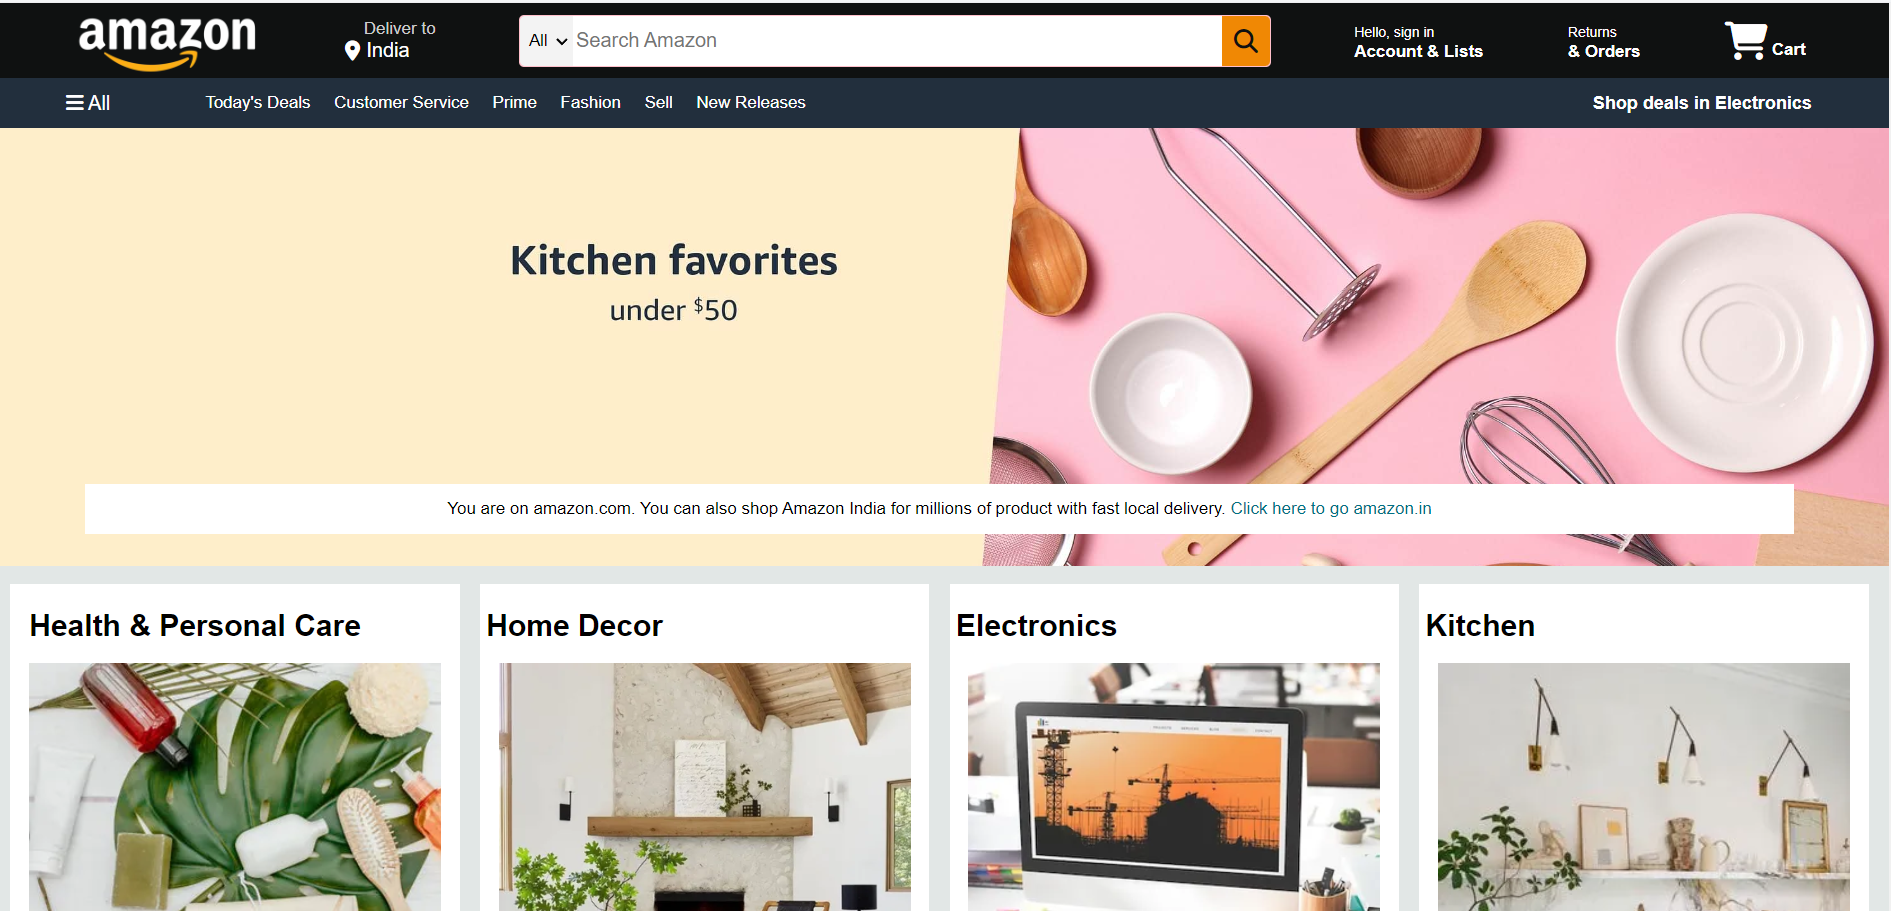 amazon
Deliver to
India
All
Search Amazon
Hello, sign in
Account & Lists
Returns
& Orders
Cart
All
Today's Deals
Customer Service
Prime
Fashion
Sell
New Releases
Shop deals in Electronics
Kitchen favorites
under $50
You are on amazon.com. You can also shop Amazon India for millions of product with fast local delivery. Click here to go amazon.in
Health & Personal Care
Home Decor
Electronics
Kitchen